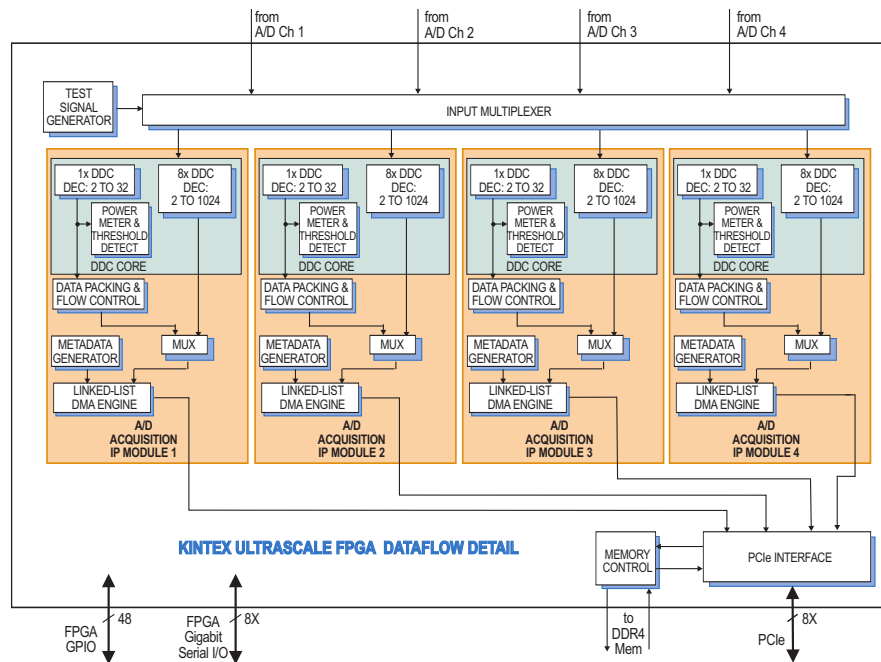 from
A/D Ch 1
from
A/D Ch 2
from
A/D Ch 3
from
A/D Ch 4
TEST
SIGNAL
GENERATOR
INPUT MULTIPLEXER
1x DDC
DEC: 2 TO 32
8x DDC
DEC:
2 TO 1024
POWER
METER &
THRESHOLD
DETECT
DDC CORE
DATA PACKING &
FLOW CONTROL
METADATA
GENERATOR
MUX
LINKED-LIST
DMA ENGINE
A/D
ACQUISITION
IP MODULE 1
1x DDC
DEC: 2 TO 32
8x DDC
DEC:
2 TO 1024
POWER
METER &
THRESHOLD
DETECT
DDC CORE
DATA PACKING &
FLOW CONTROL
METADATA
GENERATOR
MUX
LINKED-LIST
DMA ENGINE
A/D
ACQUISITION
IP MODULE 2
1x DDC
DEC: 2 TO 32
8x DDC
DEC:
2 TO 1024
POWER
METER &
THRESHOLD
DETECT
DDC CORE
DATA PACKING &
FLOW CONTROL
METADATA
GENERATOR
MUX
LINKED-LIST
DMA ENGINE
A/D
ACQUISITION
IP MODULE 3
1x DDC
DEC: 2 TO 32
8x DDC
DEC:
2 TO 1024
POWER
METER &
THRESHOLD
DETECT
DDC CORE
DATA PACKING &
FLOW CONTROL
METADATA
GENERATOR
MUX
LINKED-LIST
DMA ENGINE
A/D
ACQUISITION
IP MODULE 4
KINTEX ULTRASCALE FPGA DATAFLOW DETAIL
MEMORY
CONTROL
PCIe INTERFACE
48
FPGA
GPIO
8X
FPGA
Gigabit
Serial I/O
to
DDR4
Mem
8X
PCIe